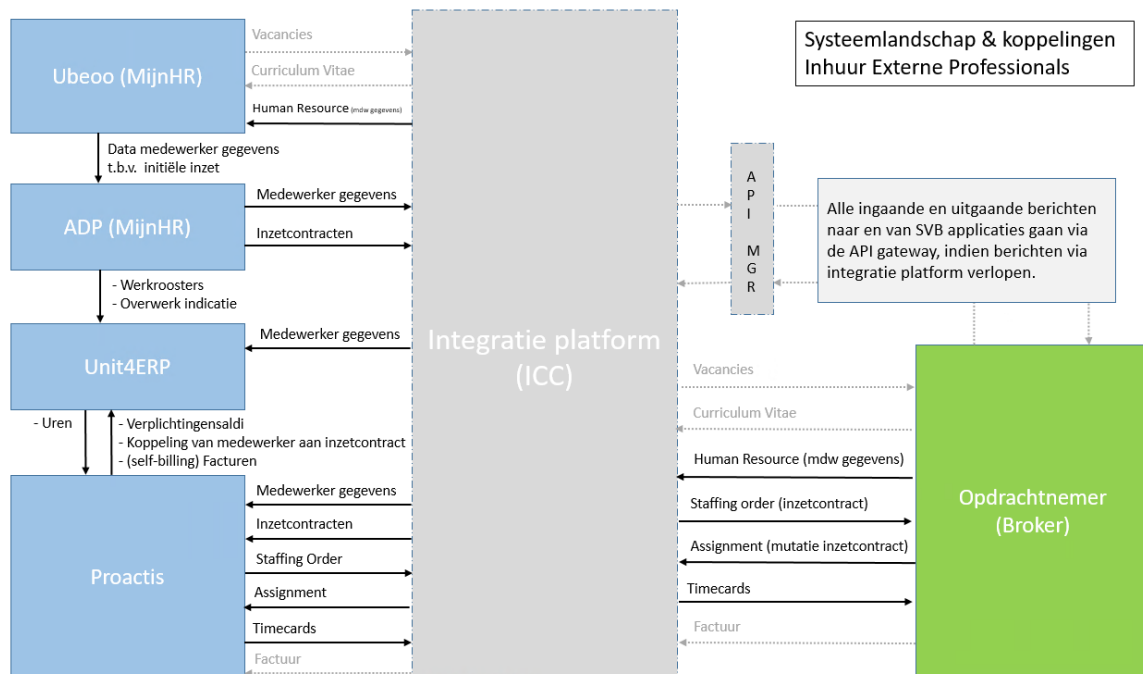 Systeemlandschap & koppelingen
Inhuur Externe Professionals
Ubeoo (MijnHR)
Vacancies
Curriculum Vitae
Human Resource (mdw gegevens)
Data medewerker gegevens
t.b.v. initiële inzet
ADP (MijnHR)
Medewerker gegevens
Inzetcontracten
- Werkroosters
- Overwerk indicatie
Unit4ERP
Medewerker gegevens
- Uren
- Verplichtingensaldi
- Koppeling van medewerker aan inzetcontract
- (self-billing) Facturen
Proactis
Medewerker gegevens
Inzetcontracten
Staffing Order
Assignment
Timecards
Factuur
Integratie platform
(ICC)
A
P
I
M
G
R
Alle ingaande en uitgaande berichten
naar en van SVB applicaties gaan via
de API gateway, indien berichten via
integratie platform verlopen.
Vacancies
Curriculum Vitae
Human Resource (mdw gegevens)
Staffing order (inzetcontract)
Assignment (mutatie inzetcontract)
Timecards
Factuur
Opdrachtnemer
(Broker)